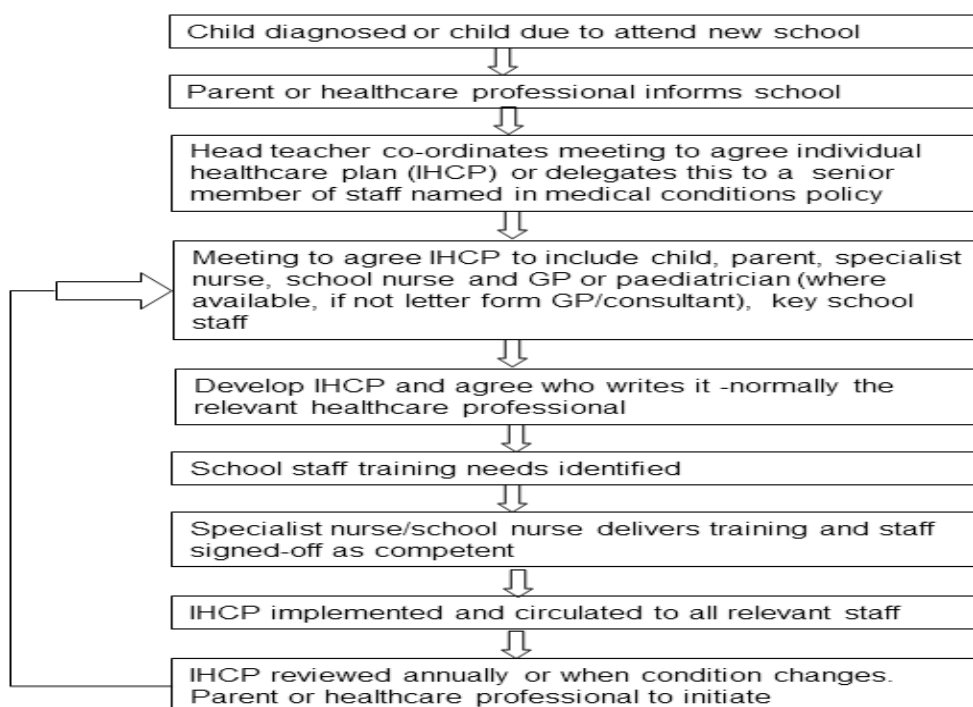 Child diagnosed or child due to attend new school
Parent or healthcare professional informs school
Head teacher co-ordinates meeting to agree individual
healthcare plan (IHCP) or delegates this to a senior
member of staff named in medical conditions policy
Meeting to agree IHCP to include child, parent, specialist
nurse, school nurse and GP or paediatrician (where
available, if not letter form GP/consultant), key school
staff
Develop IHCP and agree who writes it -normally the
relevant healthcare professional
School staff training needs identified
Specialist nurse/school nurse delivers training and staff
signed-off as competent
IHCP implemented and circulated to all relevant staff
IHCP reviewed annually or when condition changes.
Parent or healthcare professional to initiate